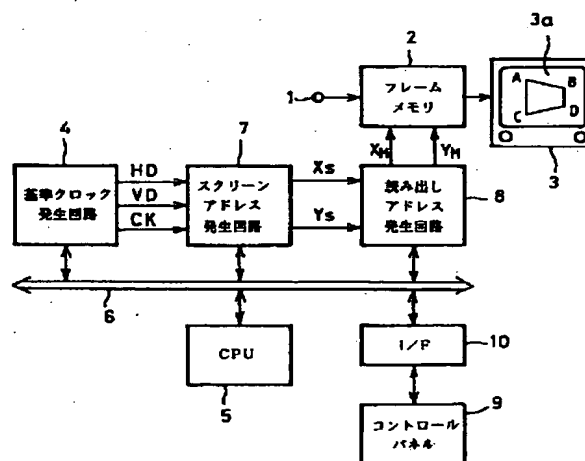 2
3a
フレーム
メモリ
1
A
B
C
D
3
4
7
HD
VD
CK
Xs
Ys
XM
YM
基準クロック
発生回路
スクリーン
アドレス
発生回路
読み出し
アドレス
発生回路
8
6
CPU
5
I/F
10
9
コントロール
パネル